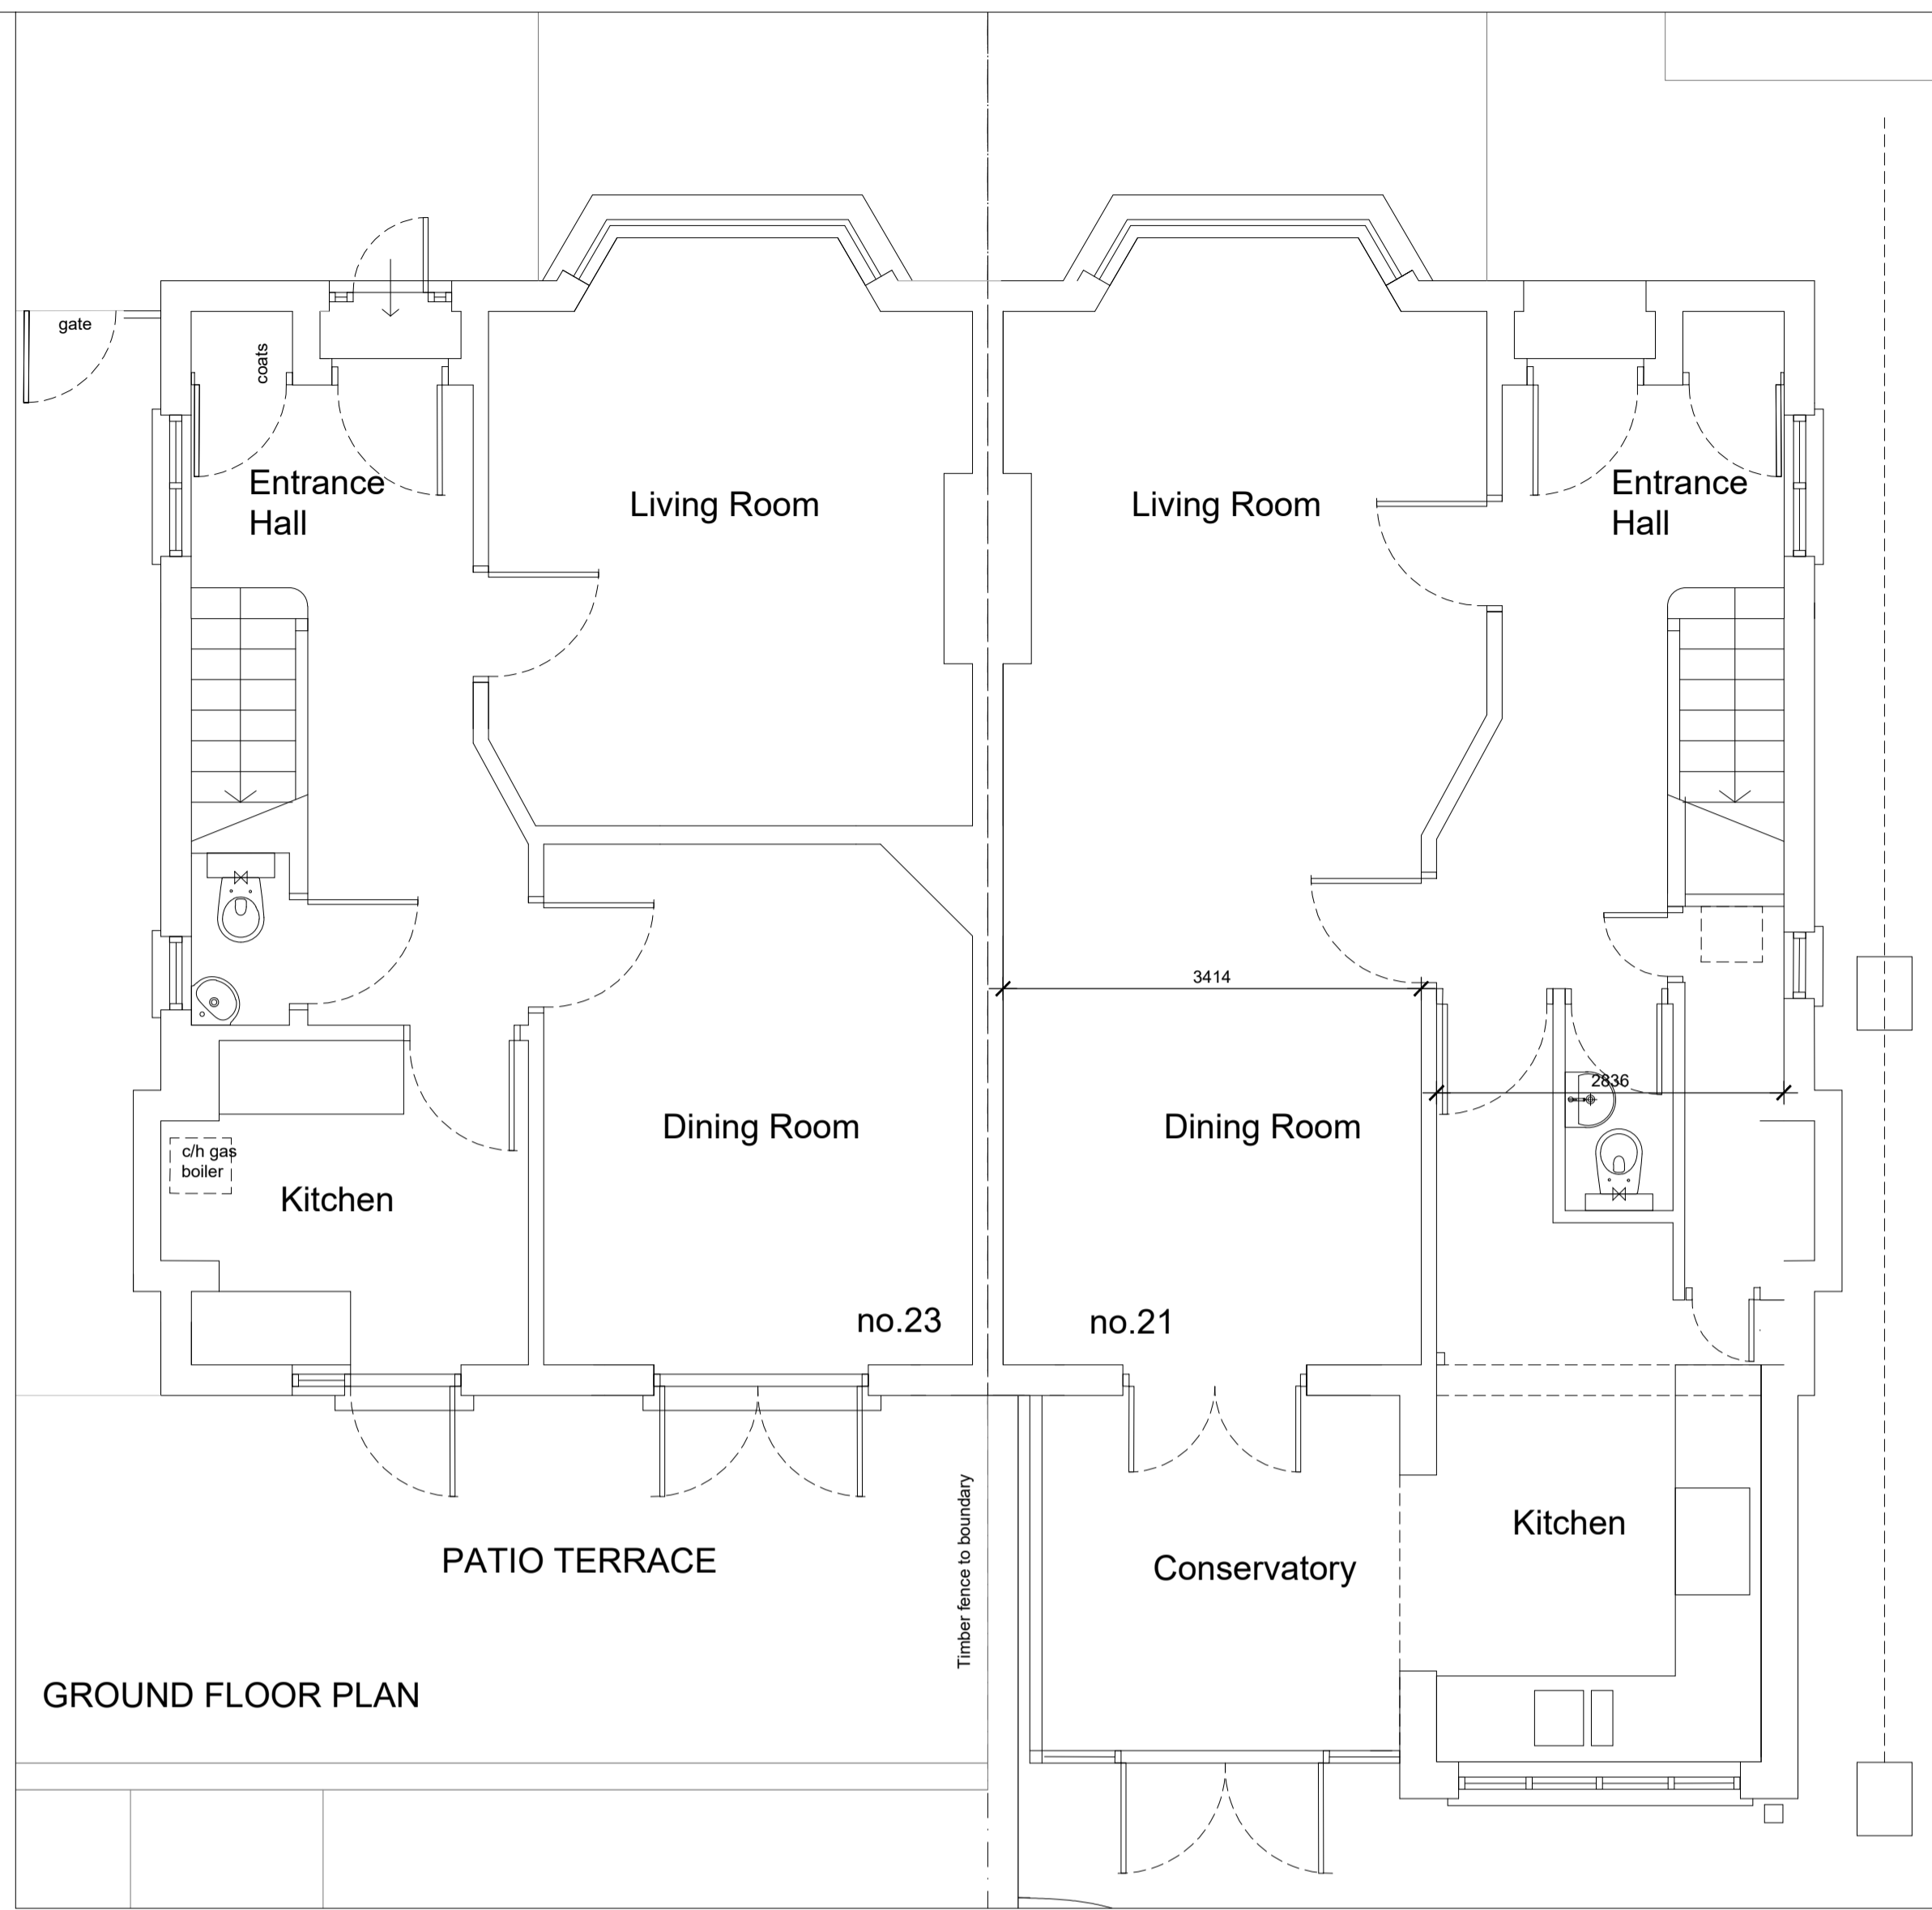 gate
coats
Entrance
Hall
Living Room
Living Room
Entrance
Hall
3414
2836
Dining Room
Dining Room
c/h gas
boiler
Kitchen
no.23
no.21
Timber fence to boundary
PATIO TERRACE
Kitchen
Conservatory
GROUND FLOOR PLAN